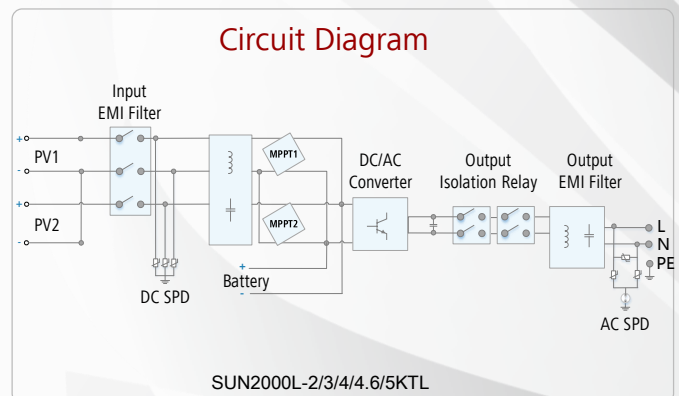 Circuit Diagram
Input
EMI Filter
+
PV1
-
+
PV2
-
DC SPD
MPPT1
MPPT2
+
Battery
-
DC/AC
Converter
Output
Isolation Relay
Output
EMI Filter
L
N
PE
AC SPD
SUN2000L-2/3/4/4.6/5KTL